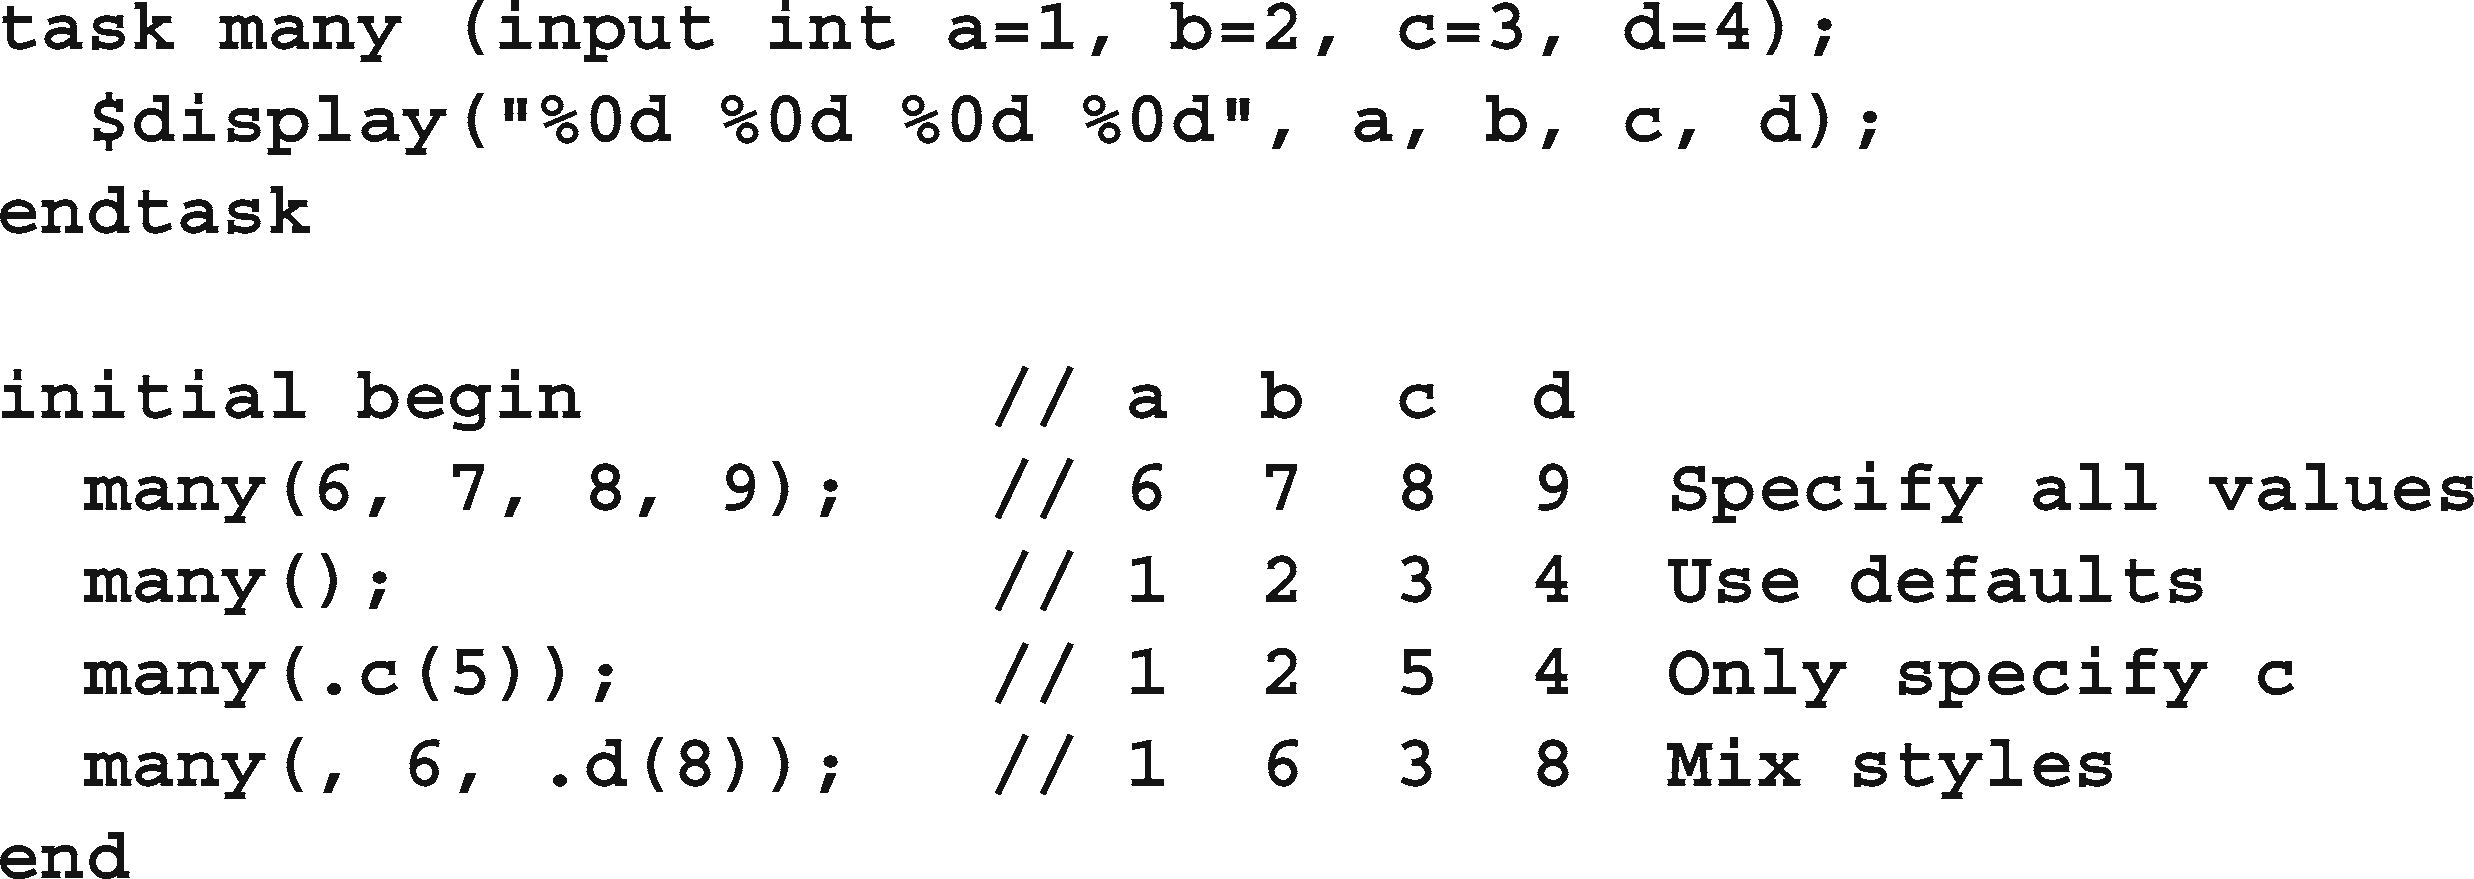 task many (input int a=1, b=2, c=3, d=4);
  $display("%0d %0d %0d %0d", a, b, c, d);
endtask

initial begin         // a  b  c  d
  many(6, 7, 8, 9);   // 6  7  8  9  Specify all values
  many();             // 1  2  3  4  Use defaults
  many(.c(5));        // 1  2  5  4  Only specify c
  many(, 6, .d(8));   // 1  6  3  8  Mix styles
end